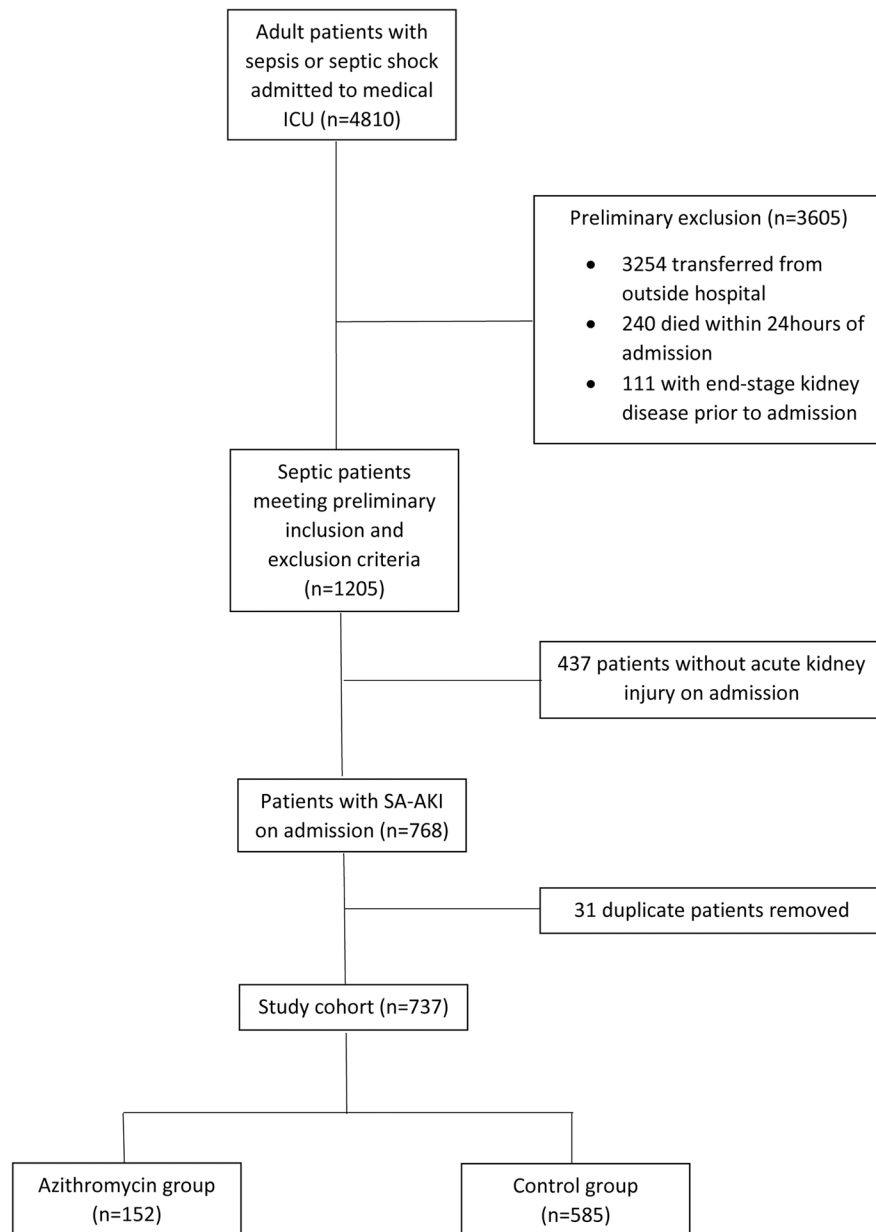 Adult patients with
sepsis or septic shock
admitted to medical
ICU (n=4810)
Preliminary exclusion (n=3605)
• 3254 transferred from
outside hospital
• 240 died within 24hours of
admission
• 111 with end-stage kidney
disease prior to admission
Septic patients
meeting preliminary
inclusion and
exclusion criteria
(n=1205)
437 patients without acute kidney
injury on admission
Patients with SA-AKI
on admission (n=768)
31 duplicate patients removed
Study cohort (n=737)
Azithromycin group
(n=152)
Control group
(n=585)